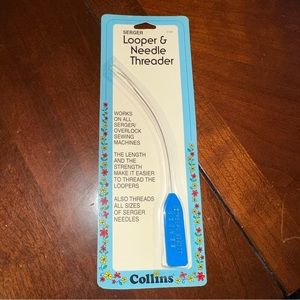 SERGER
Looper &
Needle
Threader
WORKS
ON ALL
SERGER/
OVERLOCK
SEWING
MACHINES
THE LENGTH
AND THE
STRENGTH
MAKE IT EASIER
TO THREAD THE
LOOPERS
ALSO THREADS
ALL SIZES
OF SERGER
NEEDLES
Collins